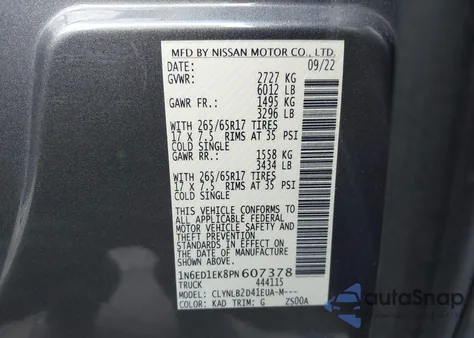 MFD BY NISSAN MOTOR CO., LTD.
DATE: 09/22
GVWR: 2727 KG
6012 LB
GAWR FR.: 1495 KG
3296 LB
WITH 265/65R17 TIRES
17 X 7.5 RIMS AT 35 PSI
COLD SINGLE
GAWR RR.: 1558 KG
3434 LB
WITH 265/65R17 TIRES
17 X 7.5 RIMS AT 35 PSI
COLD SINGLE
THIS VEHICLE CONFORMS TO
ALL APPLICABLE FEDERAL
MOTOR VEHICLE SAFETY
STANDARDS IN EFFECT ON
THE DATE OF MANUFACTURE
SHOWN ABOVE.
1N6ED1EK8PN607378
TRUCK 444115
MODEL: CLYNLB2D41EUA-M---
COLOR: KAD TRIM: G ZS00A
AutoSnap